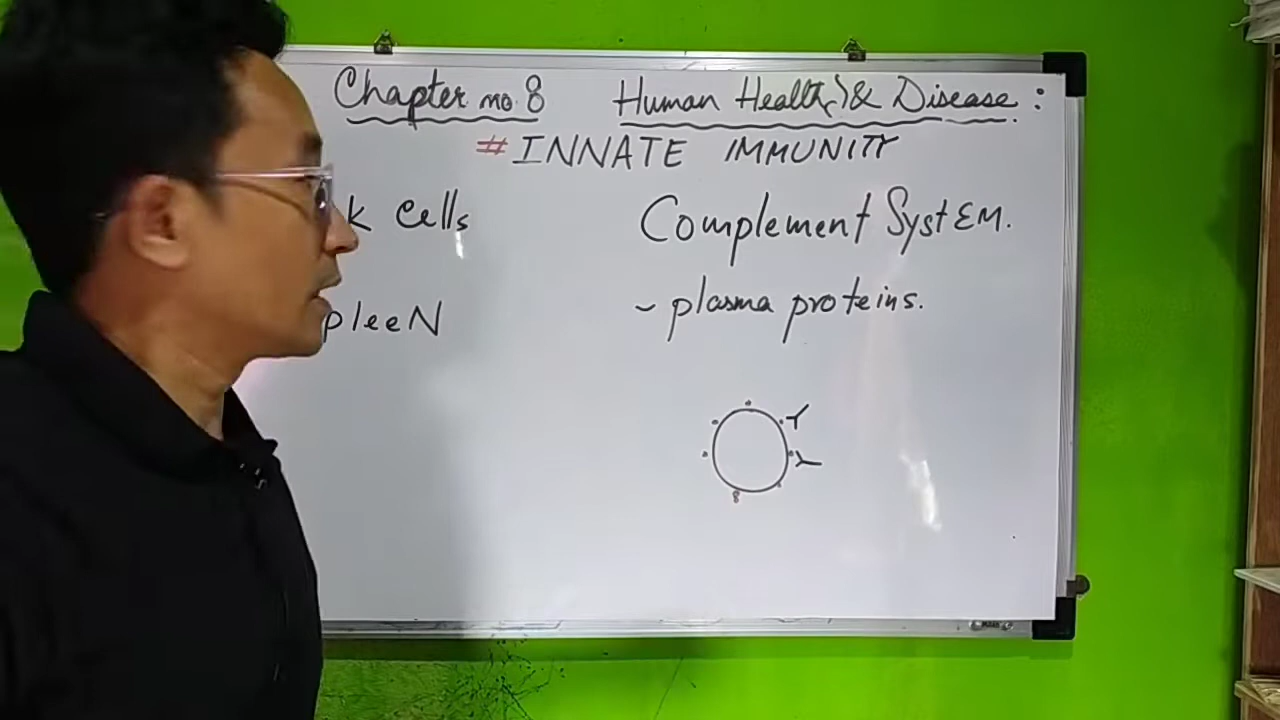 Chapter no. 8 Human Health & Disease:
# INNATE IMMUNITY
k cells
Complement SystEM.
pleeN
~ plasma proteins.